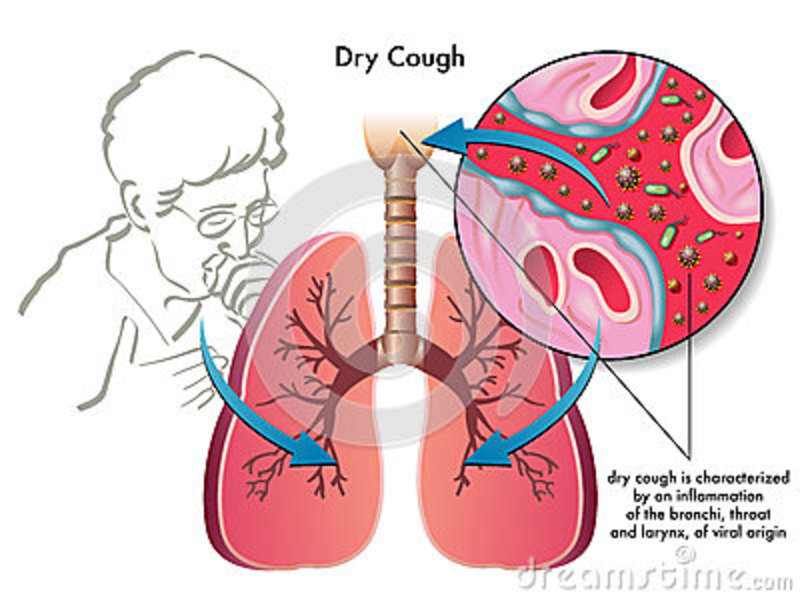 Dry Cough
dry cough is characterized
by an inflammation
of the bronchi, throat
and larynx, of viral origin
dreamstime.com